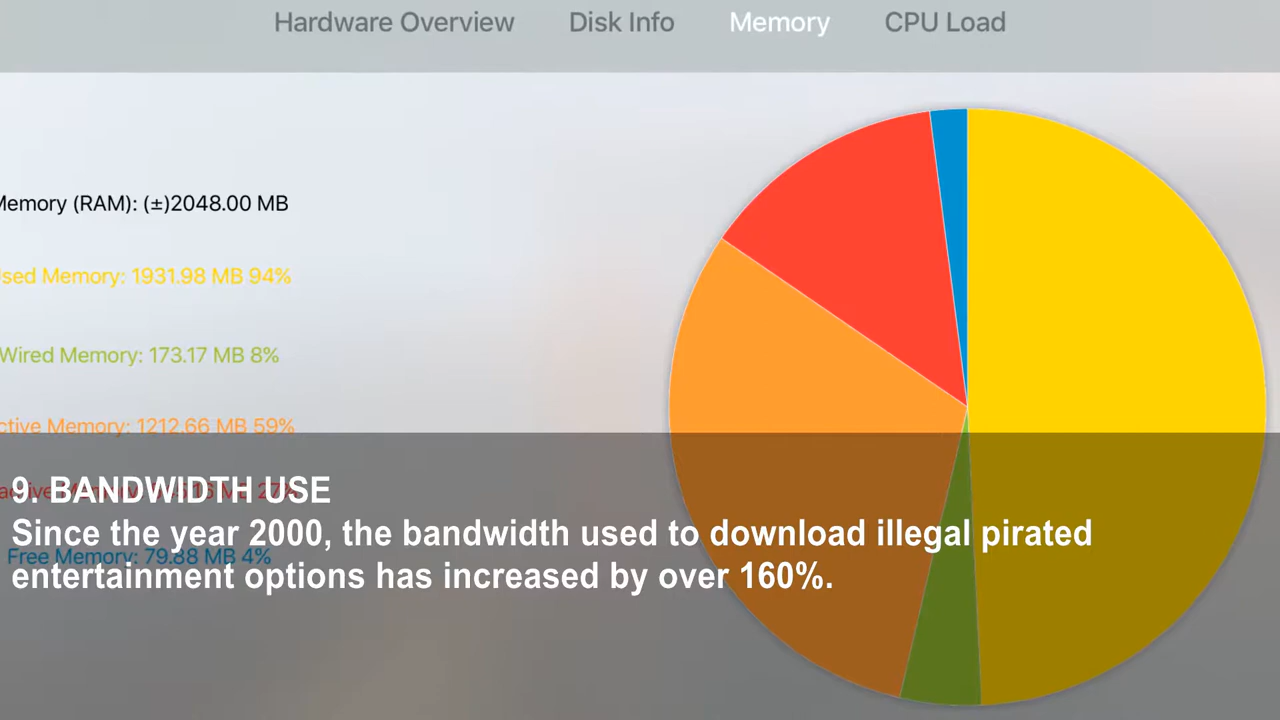 Hardware Overview Disk Info Memory CPU Load
Memory (RAM): (±)2048.00 MB
sed Memory: 1931.98 MB 94%
Wired Memory: 173.17 MB 8%
ctive Memory: 1212.66 MB 59%
9. BANDWIDTH USE
Since the year 2000, the bandwidth used to download illegal pirated
Free Memory: 79.88 MB 4%
entertainment options has increased by over 160%.